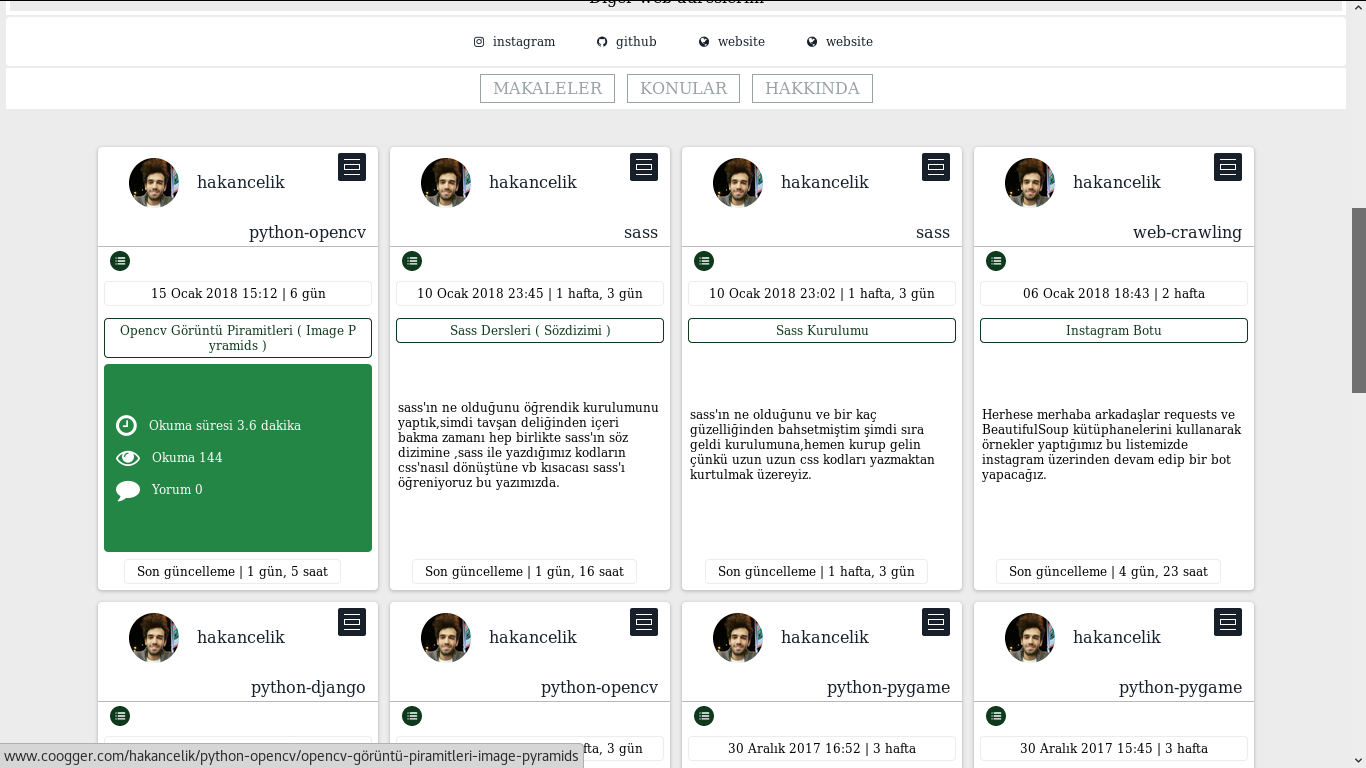 Diğer web adreslerim
instagram github website website
MAKALELER KONULAR HAKKINDA
hakancelik
python-opencv
15 Ocak 2018 15:12 | 6 gün
Opencv Görüntü Piramitleri ( Image P
yramids )
Okuma süresi 3.6 dakika
Okuma 144
Yorum 0
Son güncelleme | 1 gün, 5 saat
hakancelik
sass
10 Ocak 2018 23:45 | 1 hafta, 3 gün
Sass Dersleri ( Sözdizimi )
sass'ın ne olduğunu öğrendik kurulumunu
yaptık,simdi tavşan deliğinden içeri
bakma zamanı hep birlikte sass'ın söz
dizimine ,sass ile yazdığımız kodların
css'nasıl dönüştüne vb kısacası sass'ı
öğreniyoruz bu yazımızda.
Son güncelleme | 1 gün, 16 saat
hakancelik
sass
10 Ocak 2018 23:02 | 1 hafta, 3 gün
Sass Kurulumu
sass'ın ne olduğunu ve bir kaç
güzelliğinden bahsetmiştim şimdi sıra
geldi kurulumuna,hemen kurup gelin
çünkü uzun uzun css kodları yazmaktan
kurtulmak üzereyiz.
Son güncelleme | 1 hafta, 3 gün
hakancelik
web-crawling
06 Ocak 2018 18:43 | 2 hafta
Instagram Botu
Herhese merhaba arkadaşlar requests ve
BeautifulSoup kütüphanelerini kullanarak
örnekler yaptığımız bu listemizde
instagram üzerinden devam edip bir bot
yapacağız.
Son güncelleme | 4 gün, 23 saat
hakancelik
python-django
hakancelik
python-opencv
fta, 3 gün
hakancelik
python-pygame
30 Aralık 2017 16:52 | 3 hafta
hakancelik
python-pygame
30 Aralık 2017 15:45 | 3 hafta
www.coogger.com/hakancelik/python-opencv/opencv-görüntü-piramitleri-image-pyramids